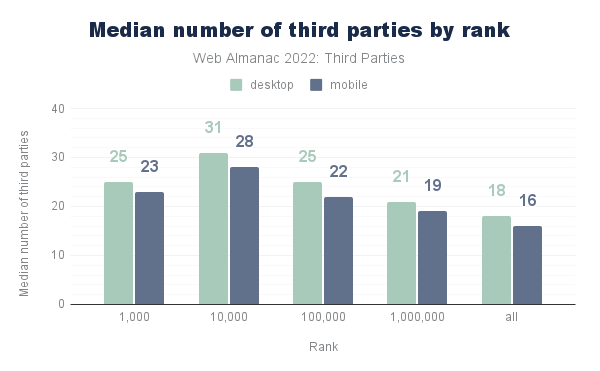 Median number of third parties by rank
Web Almanac 2022: Third Parties
desktop mobile
Median number of third parties
40
30
20
10
0
25 23 31 28 25 22 21 19 18 16
1,000 10,000 100,000 1,000,000 all
Rank